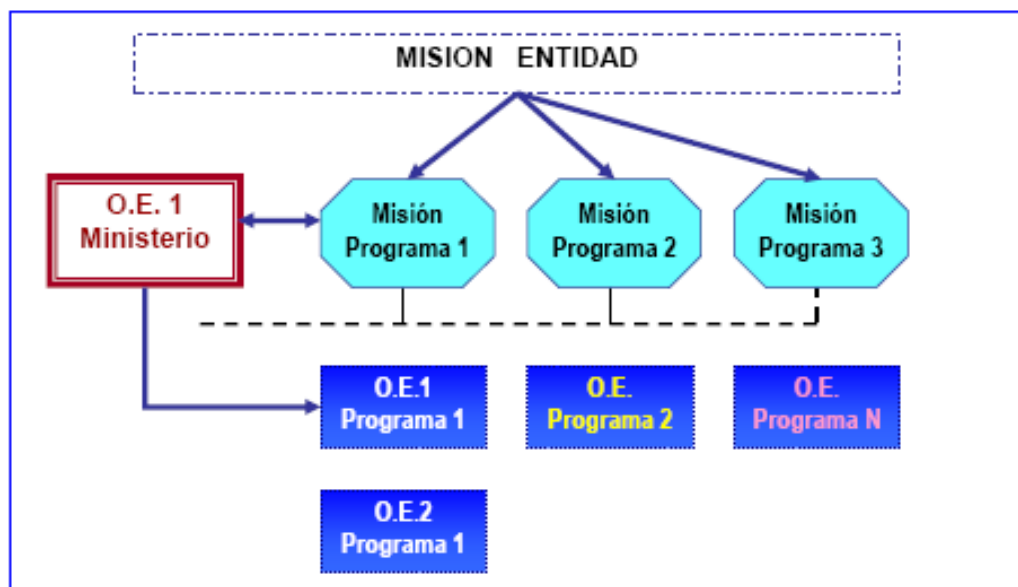 MISION ENTIDAD
O.E. 1
Ministerio
Misión
Programa 1
Misión
Programa 2
Misión
Programa 3
O.E.1
Programa 1
O.E.
Programa 2
O.E.
Programa N
O.E.2
Programa 1